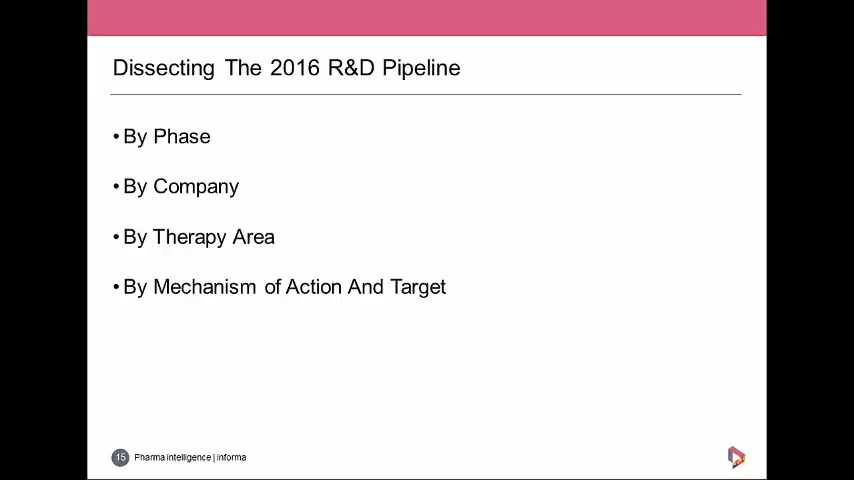 Dissecting The 2016 R&D Pipeline
• By Phase
• By Company
• By Therapy Area
• By Mechanism of Action And Target
15 Pharma intelligence | informa